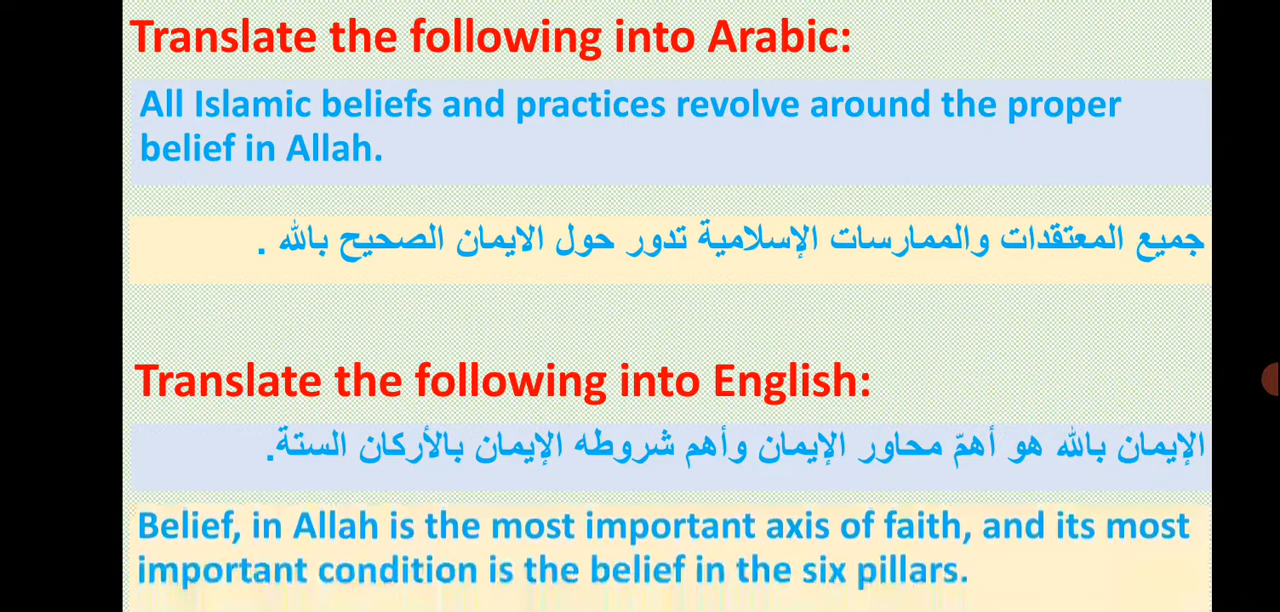 Translate the following into Arabic:
All Islamic beliefs and practices revolve around the proper
belief in Allah.
جميع المعتقدات والممارسات الإسلامية تدور حول الايمان الصحيح بالله .
Translate the following into English:
الإيمان بالله هو أهمّ محاور الإيمان وأهم شروطه الإيمان بالأركان الستة.
Belief, in Allah is the most important axis of faith, and its most
important condition is the belief in the six pillars.